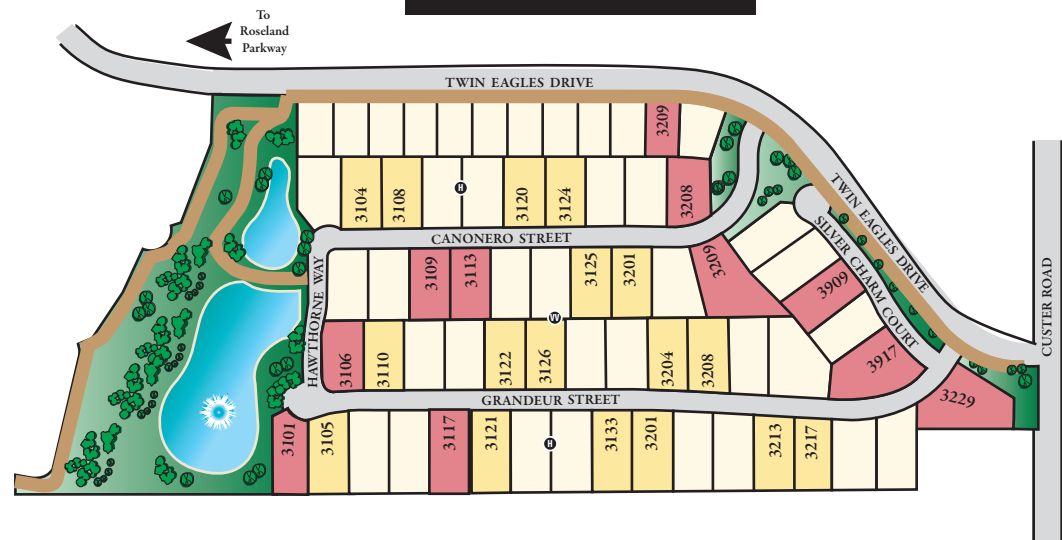 To
Roseland
Parkway
TWIN EAGLES DRIVE
3209
3104
3108
H
3120
3124
3208
TWIN EAGLES DRIVE
CANONERO STREET
SILVER CHARM COURT
HAWTHORNE WAY
3109
3113
3125
3201
3209
3909
CUSTER ROAD
W
3106
3110
3122
3126
3204
3208
3917
GRANDEUR STREET
3229
3101
3105
3117
3121
H
3133
3201
3213
3217